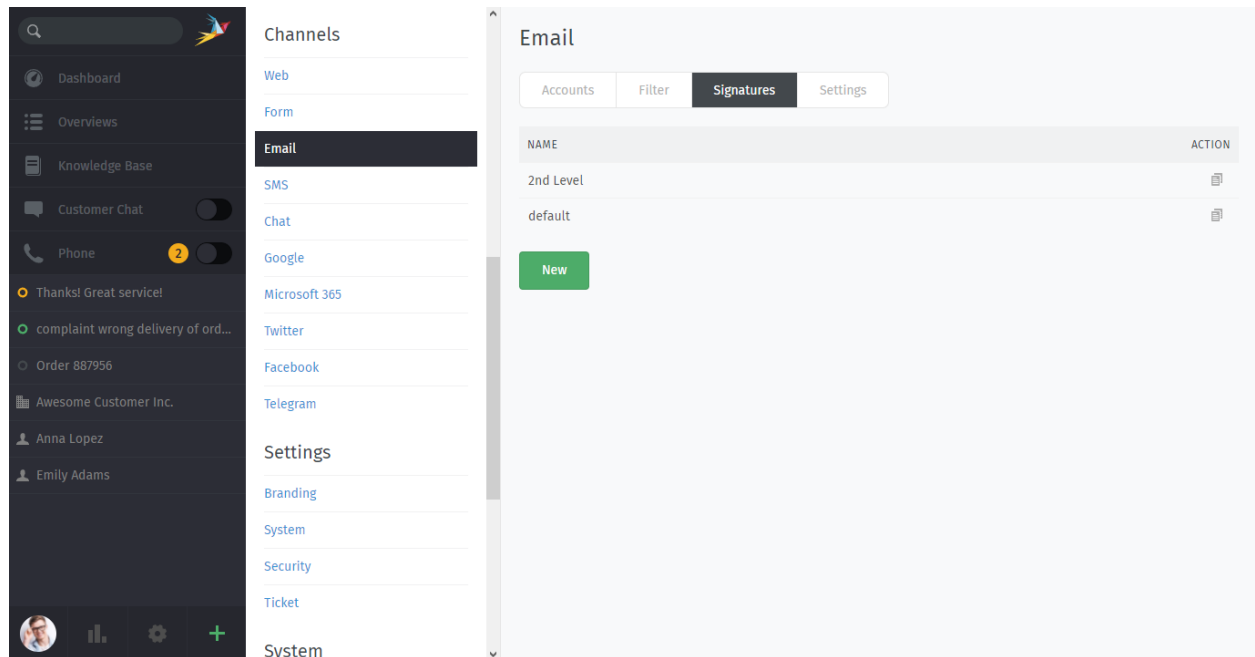 Dashboard
Overviews
Knowledge Base
Customer Chat
Phone 2
Thanks! Great service!
complaint wrong delivery of ord...
Order 887956
Awesome Customer Inc.
Anna Lopez
Emily Adams
Channels
Web
Form
Email
SMS
Chat
Google
Microsoft 365
Twitter
Facebook
Telegram
Settings
Branding
System
Security
Ticket
System
Email
Accounts Filter Signatures Settings
NAME ACTION
2nd Level
default
New